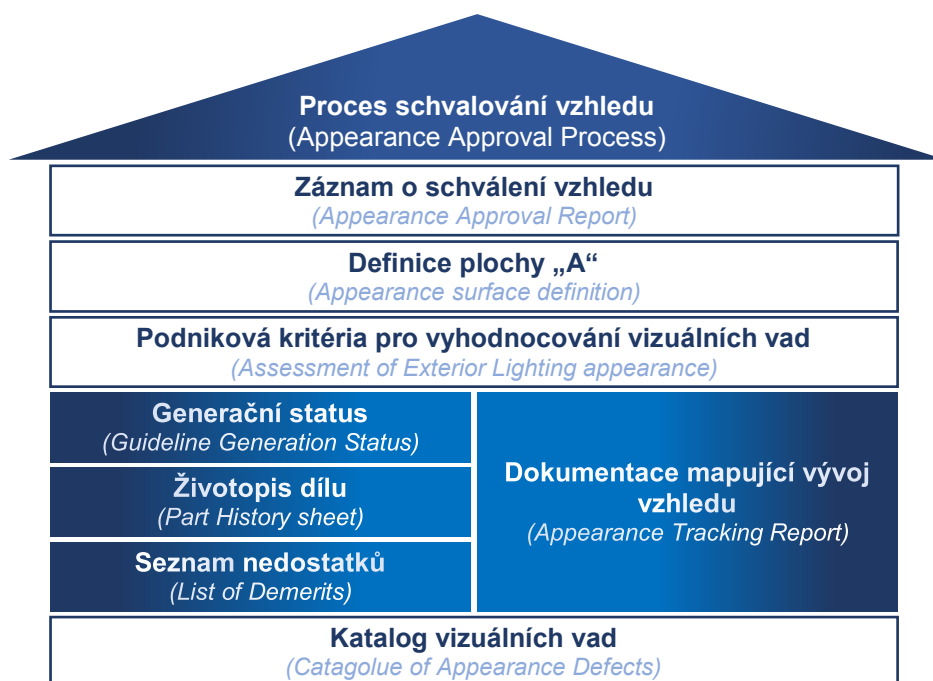 Proces schvalování vzhledu
(Appearance Approval Process)
Záznam o schválení vzhledu
(Appearance Approval Report)
Definice plochy „A“
(Appearance surface definition)
Podniková kritéria pro vyhodnocování vizuálních vad
(Assessment of Exterior Lighting appearance)
Generační status
(Guideline Generation Status)
Životopis dílu
(Part History sheet)
Seznam nedostatků
(List of Demerits)
Dokumentace mapující vývoj
vzhledu
(Appearance Tracking Report)
Katalog vizuálních vad
(Catagolue of Appearance Defects)